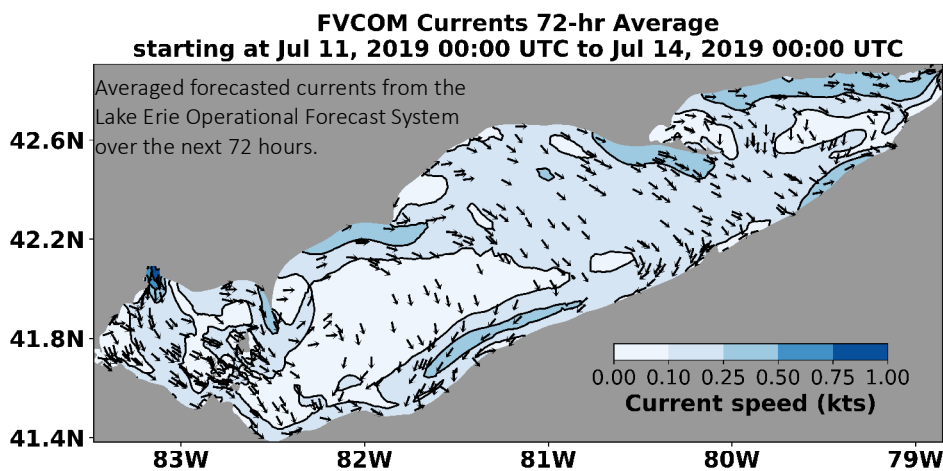 FVCOM Currents 72-hr Average
starting at Jul 11, 2019 00:00 UTC to Jul 14, 2019 00:00 UTC
Averaged forecasted currents from the
Lake Erie Operational Forecast System
over the next 72 hours.
42.6N
42.2N
41.8N
41.4N
0.00 0.10 0.25 0.50 0.75 1.00
Current speed (kts)
83W 82W 81W 80W 79W